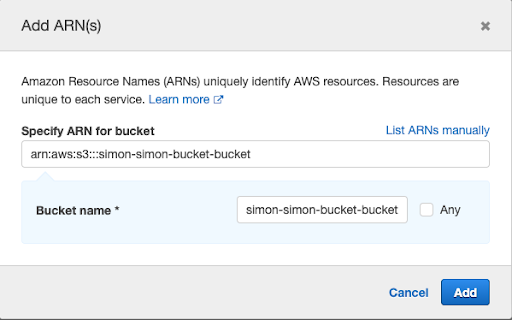 Add ARN(s)
Amazon Resource Names (ARNs) uniquely identify AWS resources. Resources are
unique to each service. Learn more
Specify ARN for bucket
List ARNs manually
arn:aws:s3:::simon-simon-bucket-bucket
Bucket name *
simon-simon-bucket-bucket
Any
Cancel
Add